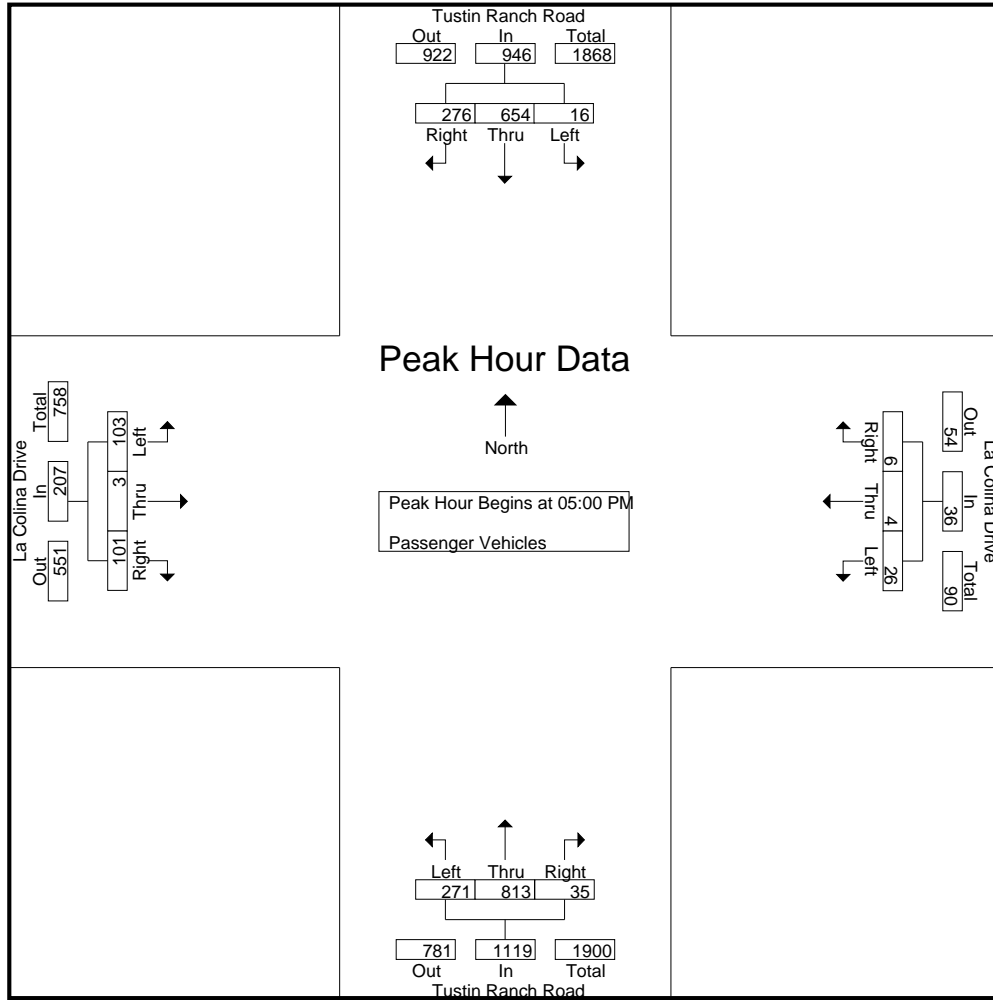 Tustin Ranch Road
Out In Total
922 946 1868
276 654 16
Right Thru Left
Peak Hour Data
North
Peak Hour Begins at 05:00 PM
Passenger Vehicles
La Colina Drive
Total In Out
758 207 551
103 3 101
Left Thru Right
La Colina Drive
Out In Total
54 36 90
6 4 26
Right Thru Left
Left Thru Right
271 813 35
781 1119 1900
Out In Total
Tustin Ranch Road